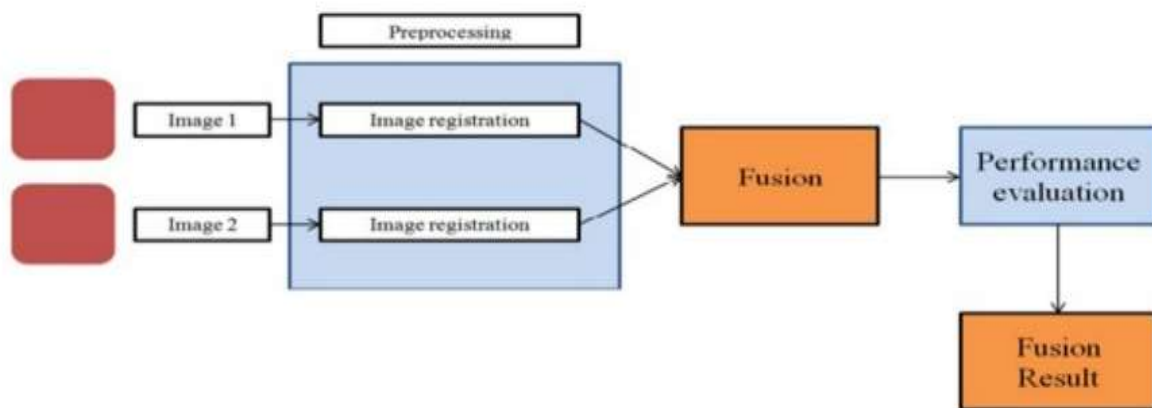 Preprocessing
Image 1
Image registration
Image 2
Image registration
Fusion
Performance
evaluation
Fusion
Result